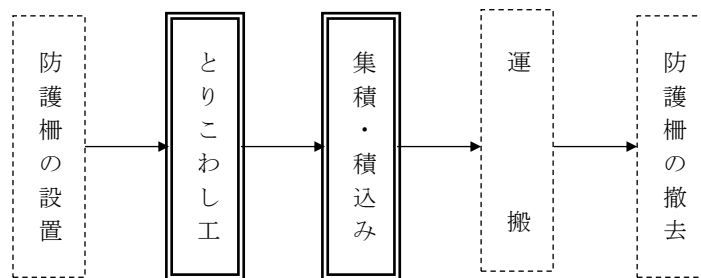 防護柵の設置
とりこわし工
集積・積込み
運搬
防護柵の撤去